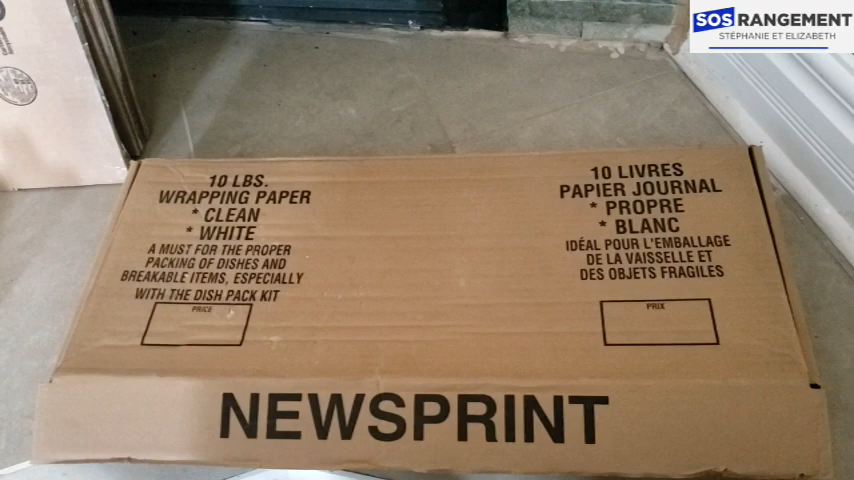 SOS RANGEMENT
STÉPHANIE ET ELIZABETH
10 LBS.
WRAPPING PAPER
* CLEAN
* WHITE
A MUST FOR THE PROPER
PACKING OF DISHES AND
BREAKABLE ITEMS, ESPECIALLY
WITH THE DISH PACK KIT
PRICE
10 LIVRES
PAPIER JOURNAL
* PROPRE
* BLANC
IDÉAL POUR L'EMBALLAGE
DE LA VAISSELLE ET
DES OBJETS FRAGILES
PRIX
NEWSPRINT